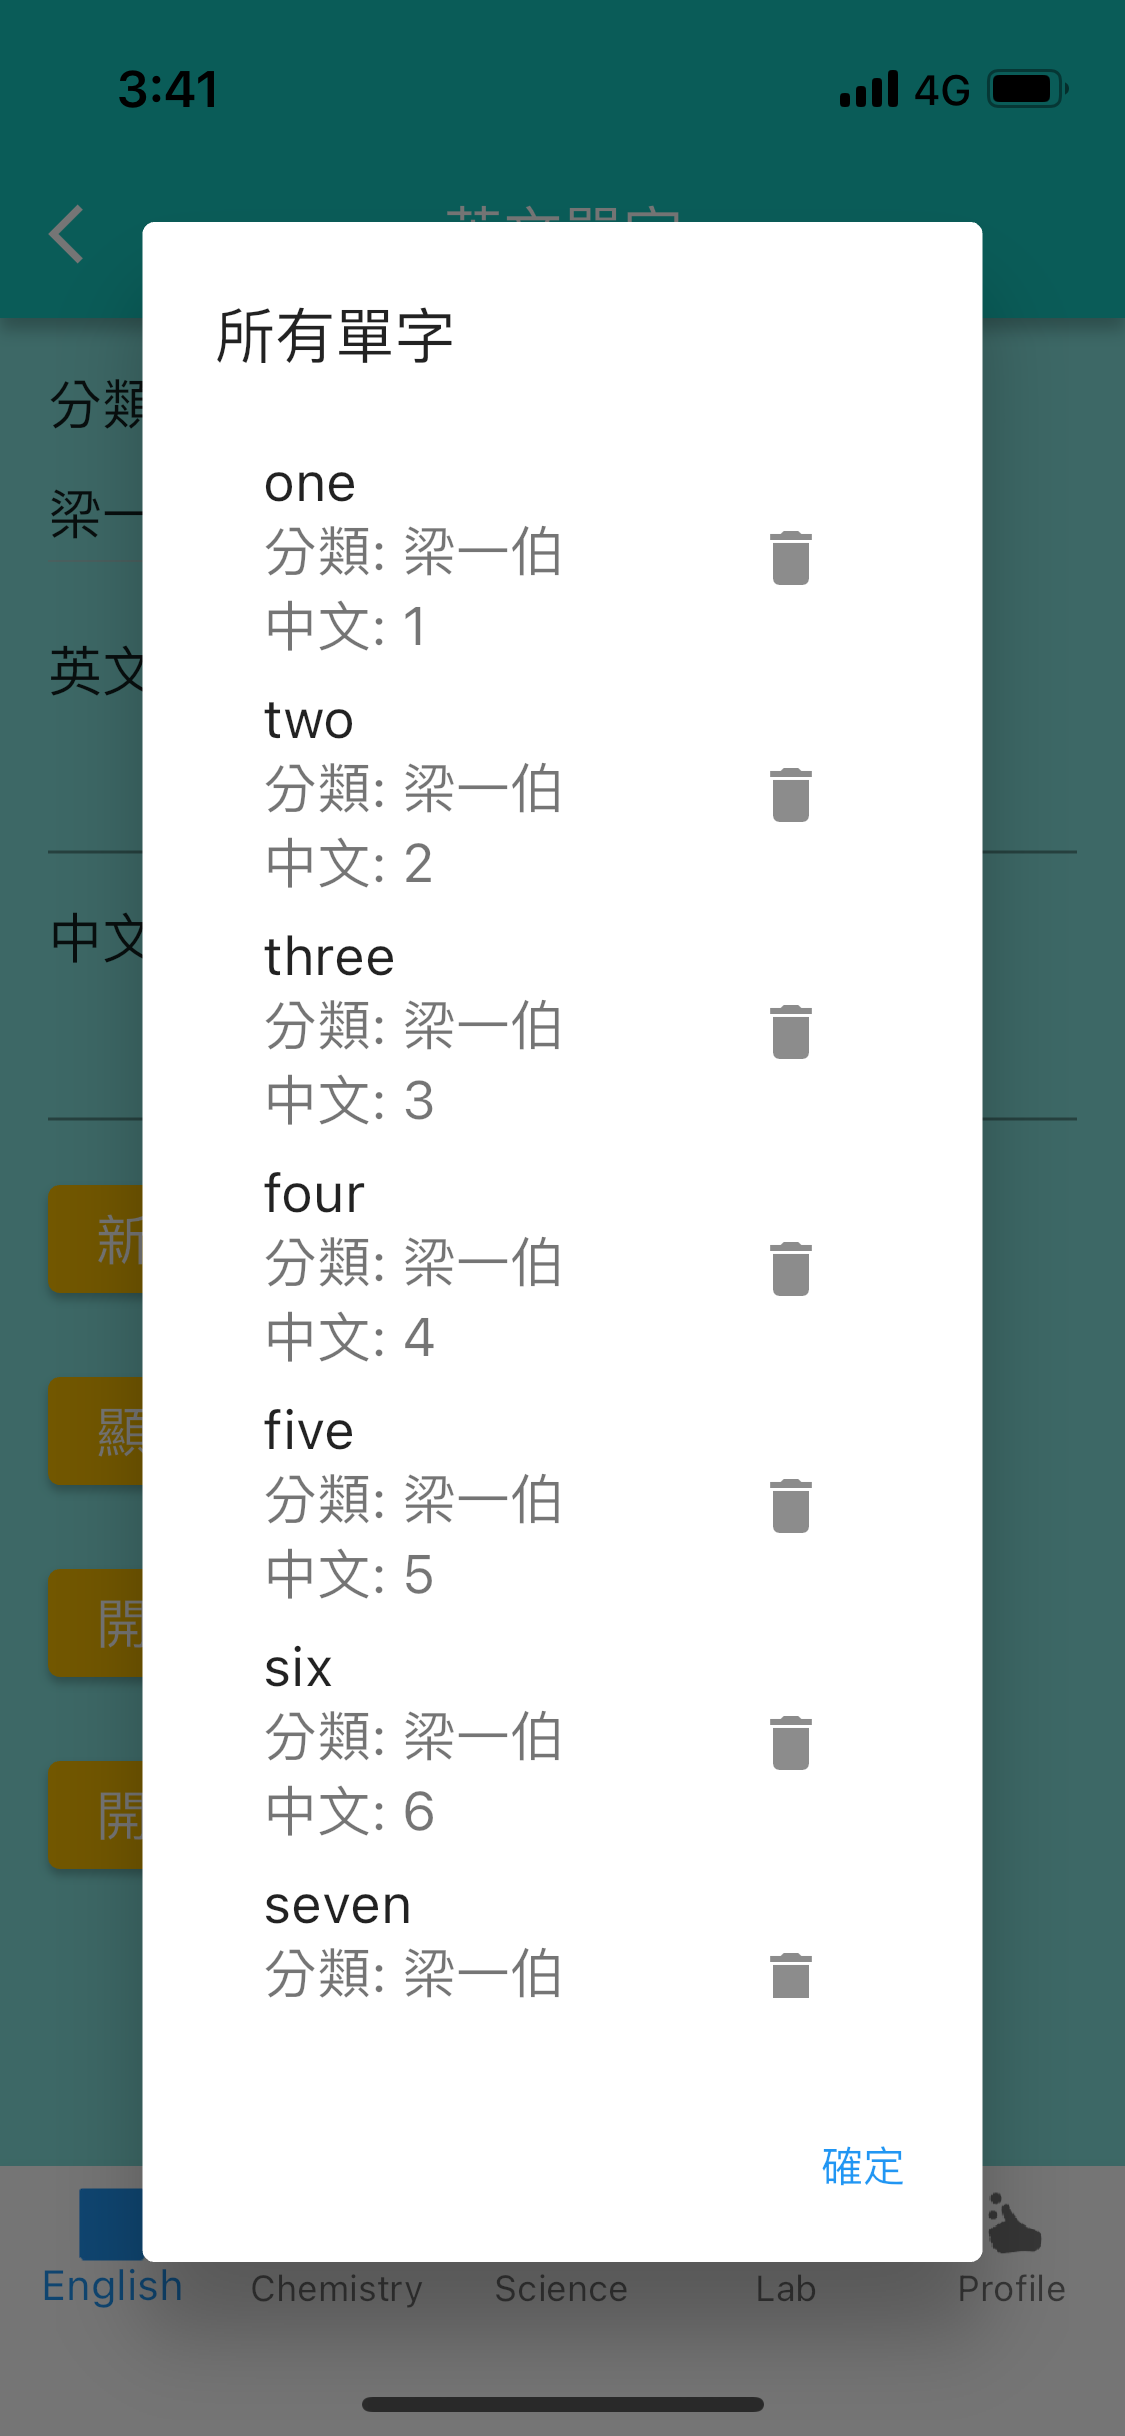 3:41
4G
所有單字
分類
梁一
英文
中文
新
顯
開
開
one
分類: 梁一伯
中文: 1
two
分類: 梁一伯
中文: 2
three
分類: 梁一伯
中文: 3
four
分類: 梁一伯
中文: 4
five
分類: 梁一伯
中文: 5
six
分類: 梁一伯
中文: 6
seven
分類: 梁一伯
確定
English
Chemistry
Science
Lab
Profile